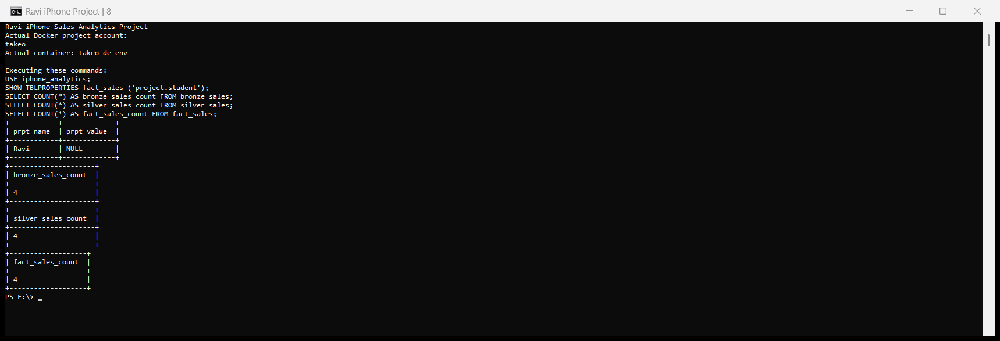 Ravi iPhone Project | 8
Ravi iPhone Sales Analytics Project
Actual Docker project account:
takeo
Actual container: takeo-de-env
Executing these commands:
USE iphone_analytics;
SHOW TBLPROPERTIES fact_sales ('project.student');
SELECT COUNT(*) AS bronze_sales_count FROM bronze_sales;
SELECT COUNT(*) AS silver_sales_count FROM silver_sales;
SELECT COUNT(*) AS fact_sales_count FROM fact_sales;
+------------+-------------+
| prpt_name  | prpt_value  |
+------------+-------------+
| Ravi       | NULL        |
+------------+-------------+
+---------------------+
| bronze_sales_count  |
+---------------------+
| 4                   |
+---------------------+
+---------------------+
| silver_sales_count  |
+---------------------+
| 4                   |
+---------------------+
+-------------------+
| fact_sales_count  |
+-------------------+
| 4                 |
+-------------------+
PS E:\>